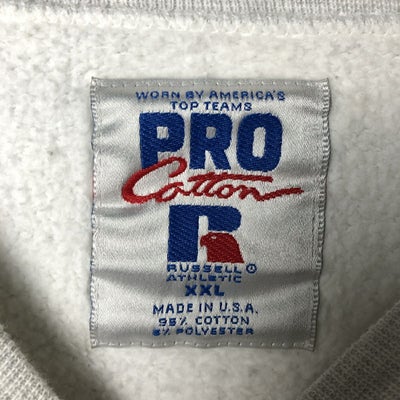 WORN BY AMERICA'S
TOP TEAMS
PRO
Cotton
R
RUSSELL®
ATHLETIC
XXL
MADE IN U.S.A.
95% COTTON
5% POLYESTER